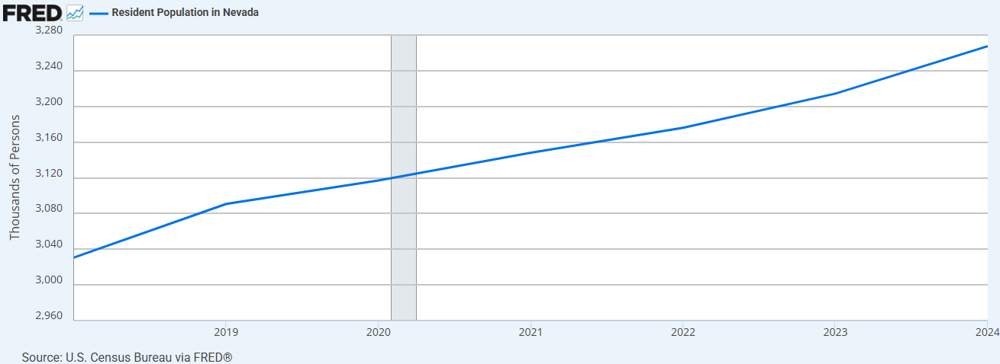 FRED
Resident Population in Nevada
3,280
3,240
3,200
3,160
3,120
3,080
3,040
3,000
2,960
Thousands of Persons
2019 2020 2021 2022 2023 2024
Source: U.S. Census Bureau via FRED®